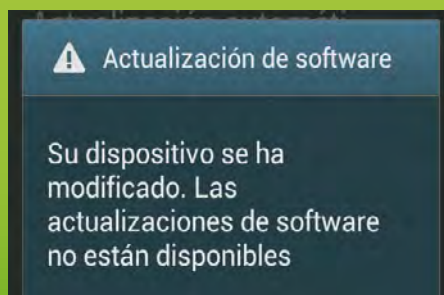 Actualización de software
Su dispositivo se ha
modificado. Las
actualizaciones de software
no están disponibles